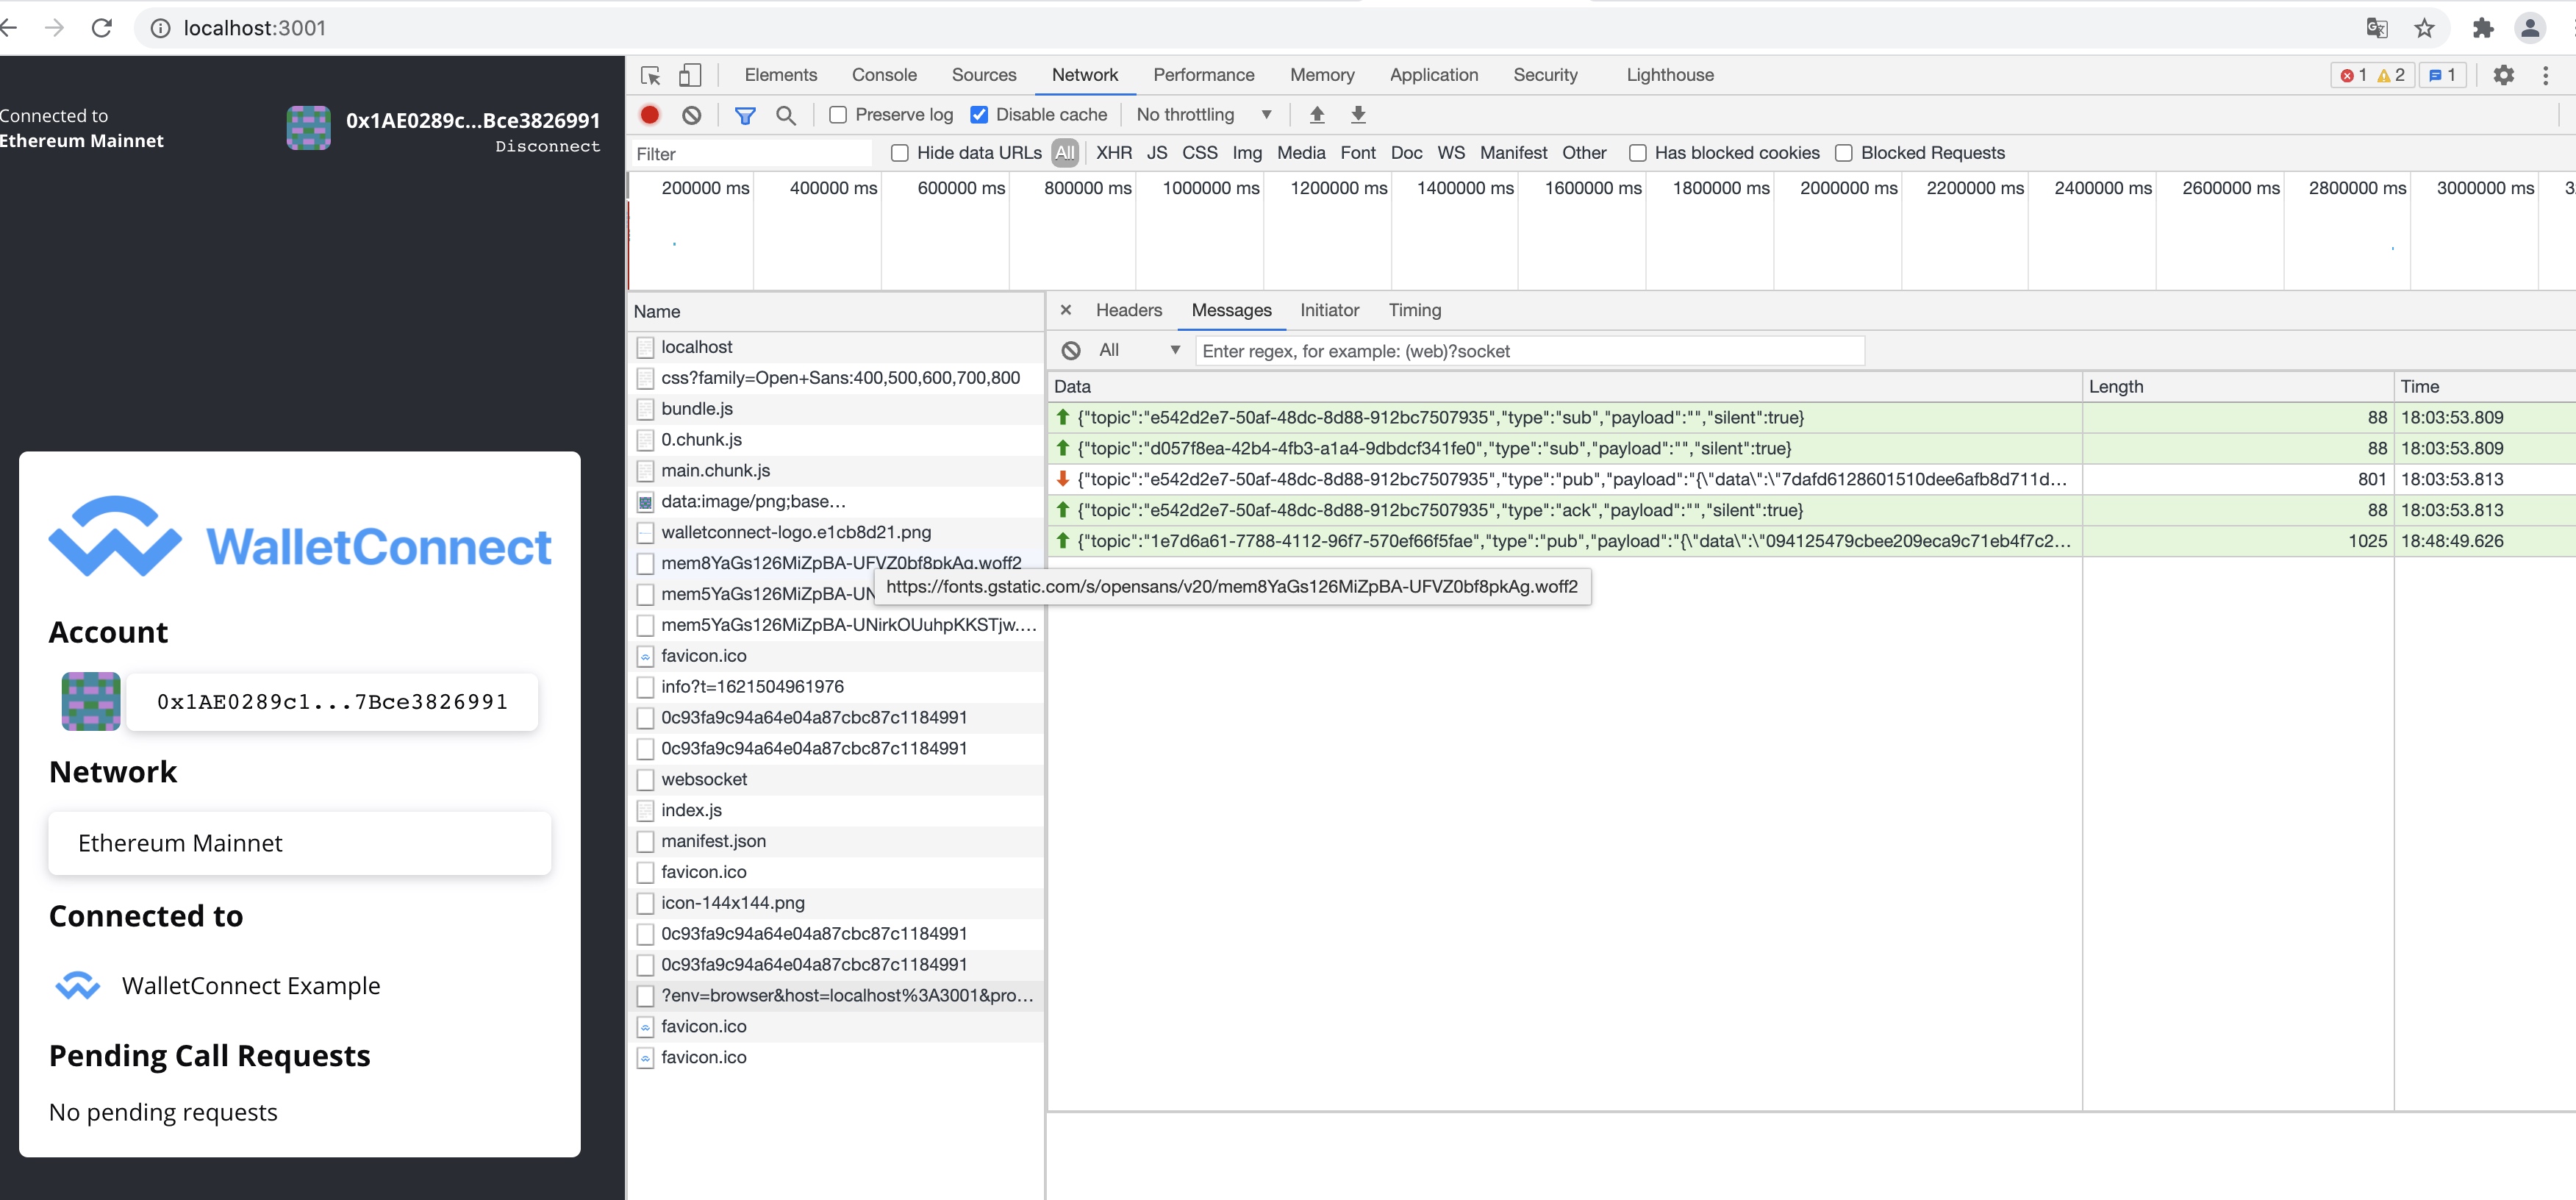 localhost:3001
Connected to
Ethereum Mainnet
0x1AE0289c...Bce3826991
Disconnect
WalletConnect
Account
0x1AE0289c1...7Bce3826991
Network
Ethereum Mainnet
Connected to
WalletConnect Example
Pending Call Requests
No pending requests
Elements Console Sources Network Performance Memory Application Security Lighthouse 1 2 1
Preserve log Disable cache No throttling
Filter Hide data URLs All XHR JS CSS Img Media Font Doc WS Manifest Other Has blocked cookies Blocked Requests
200000 ms 400000 ms 600000 ms 800000 ms 1000000 ms 1200000 ms 1400000 ms 1600000 ms 1800000 ms 2000000 ms 2200000 ms 2400000 ms 2600000 ms 2800000 ms 3000000 ms 3
Name
localhost
css?family=Open+Sans:400,500,600,700,800
bundle.js
0.chunk.js
main.chunk.js
data:image/png;base…
walletconnect-logo.e1cb8d21.png
mem8YaGs126MiZpBA-UFVZ0bf8pkAg.woff2
mem5YaGs126MiZpBA-UN
mem5YaGs126MiZpBA-UNirkOUuhpKKSTjw.…
favicon.ico
info?t=1621504961976
0c93fa9c94a64e04a87cbc87c1184991
0c93fa9c94a64e04a87cbc87c1184991
websocket
index.js
manifest.json
favicon.ico
icon-144x144.png
0c93fa9c94a64e04a87cbc87c1184991
0c93fa9c94a64e04a87cbc87c1184991
?env=browser&host=localhost%3A3001&pro…
favicon.ico
favicon.ico
https://fonts.gstatic.com/s/opensans/v20/mem8YaGs126MiZpBA-UFVZ0bf8pkAg.woff2
× Headers Messages Initiator Timing
All Enter regex, for example: (web)?socket
Data Length Time
{"topic":"e542d2e7-50af-48dc-8d88-912bc7507935","type":"sub","payload":"","silent":true} 88 18:03:53.809
{"topic":"d057f8ea-42b4-4fb3-a1a4-9dbdcf341fe0","type":"sub","payload":"","silent":true} 88 18:03:53.809
{"topic":"e542d2e7-50af-48dc-8d88-912bc7507935","type":"pub","payload":"{\"data\":\"7dafd6128601510dee6afb8d711d… 801 18:03:53.813
{"topic":"e542d2e7-50af-48dc-8d88-912bc7507935","type":"ack","payload":"","silent":true} 88 18:03:53.813
{"topic":"1e7d6a61-7788-4112-96f7-570ef66f5fae","type":"pub","payload":"{\"data\":\"094125479cbee209eca9c71eb4f7c2… 1025 18:48:49.626